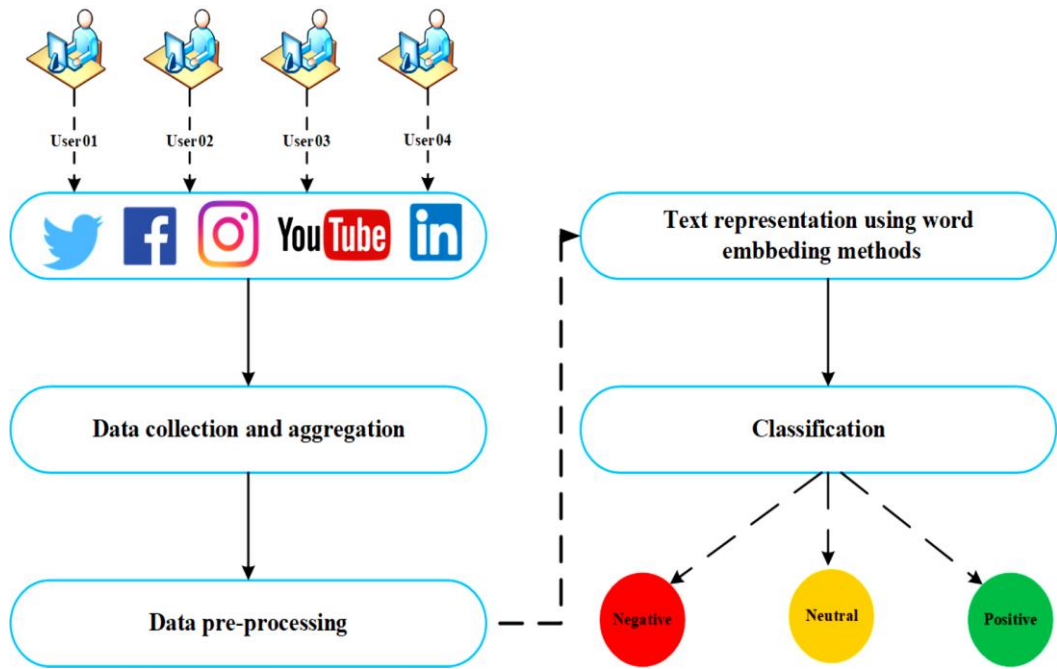 User01
User02
User03
User04
YouTube
in
Text representation using word
embbeding methods
Data collection and aggregation
Classification
Data pre-processing
Negative
Neutral
Positive